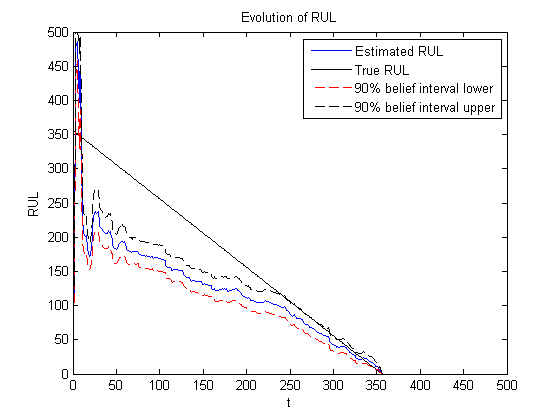 Evolution of RUL
500
450
400
350
300
250
200
150
100
50
0
RUL
Estimated RUL
True RUL
90% belief interval lower
90% belief interval upper
0 50 100 150 200 250 300 350 400 450 500
t